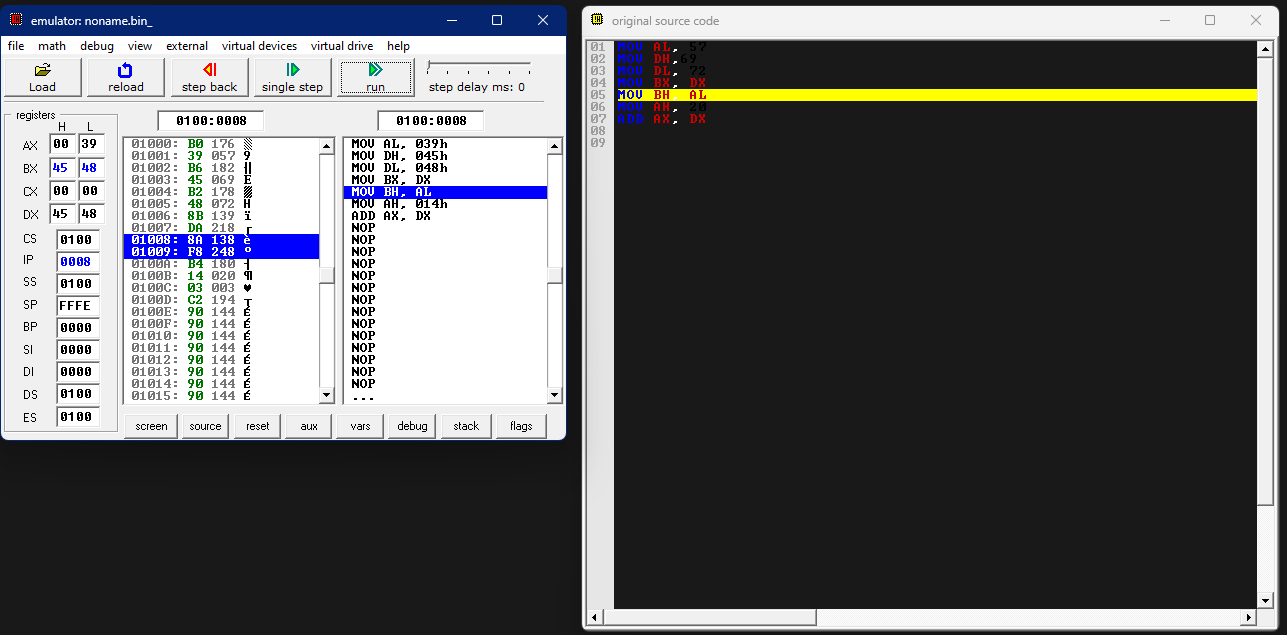 emulator: noname.bin_
file math debug view external virtual devices virtual drive help
Load reload step back single step run step delay ms: 0
registers
H L
AX 00 39
BX 45 48
CX 00 00
DX 45 48
CS 0100
IP 0008
SS 0100
SP FFFE
BP 0000
SI 0000
DI 0000
DS 0100
ES 0100
0100:0008
01000: B0 176 ▒
01001: 39 057 9
01002: B6 182 ╢
01003: 45 069 E
01004: B2 178 ▓
01005: 48 072 H
01006: 8B 139 ï
01007: DA 218 ┌
01008: 8A 138 è
01009: F8 248 °
0100A: B4 180 ┤
0100B: 14 020 ¶
0100C: 03 003 ♥
0100D: C2 194 ┬
0100E: 90 144 É
0100F: 90 144 É
01010: 90 144 É
01011: 90 144 É
01012: 90 144 É
01013: 90 144 É
01014: 90 144 É
01015: 90 144 É
0100:0008
MOV AL, 039h
MOV DH, 045h
MOV DL, 048h
MOV BX, DX
MOV BH, AL
MOV AH, 014h
ADD AX, DX
NOP
NOP
NOP
NOP
NOP
NOP
NOP
NOP
NOP
NOP
NOP
NOP
NOP
NOP
...
screen source reset aux vars debug stack flags
original source code
01 MOV AL, 57
02 MOV DH,69
03 MOV DL, 72
04 MOV BX, DX
05 MOV BH, AL
06 MOV AH, 20
07 ADD AX, DX
08
09